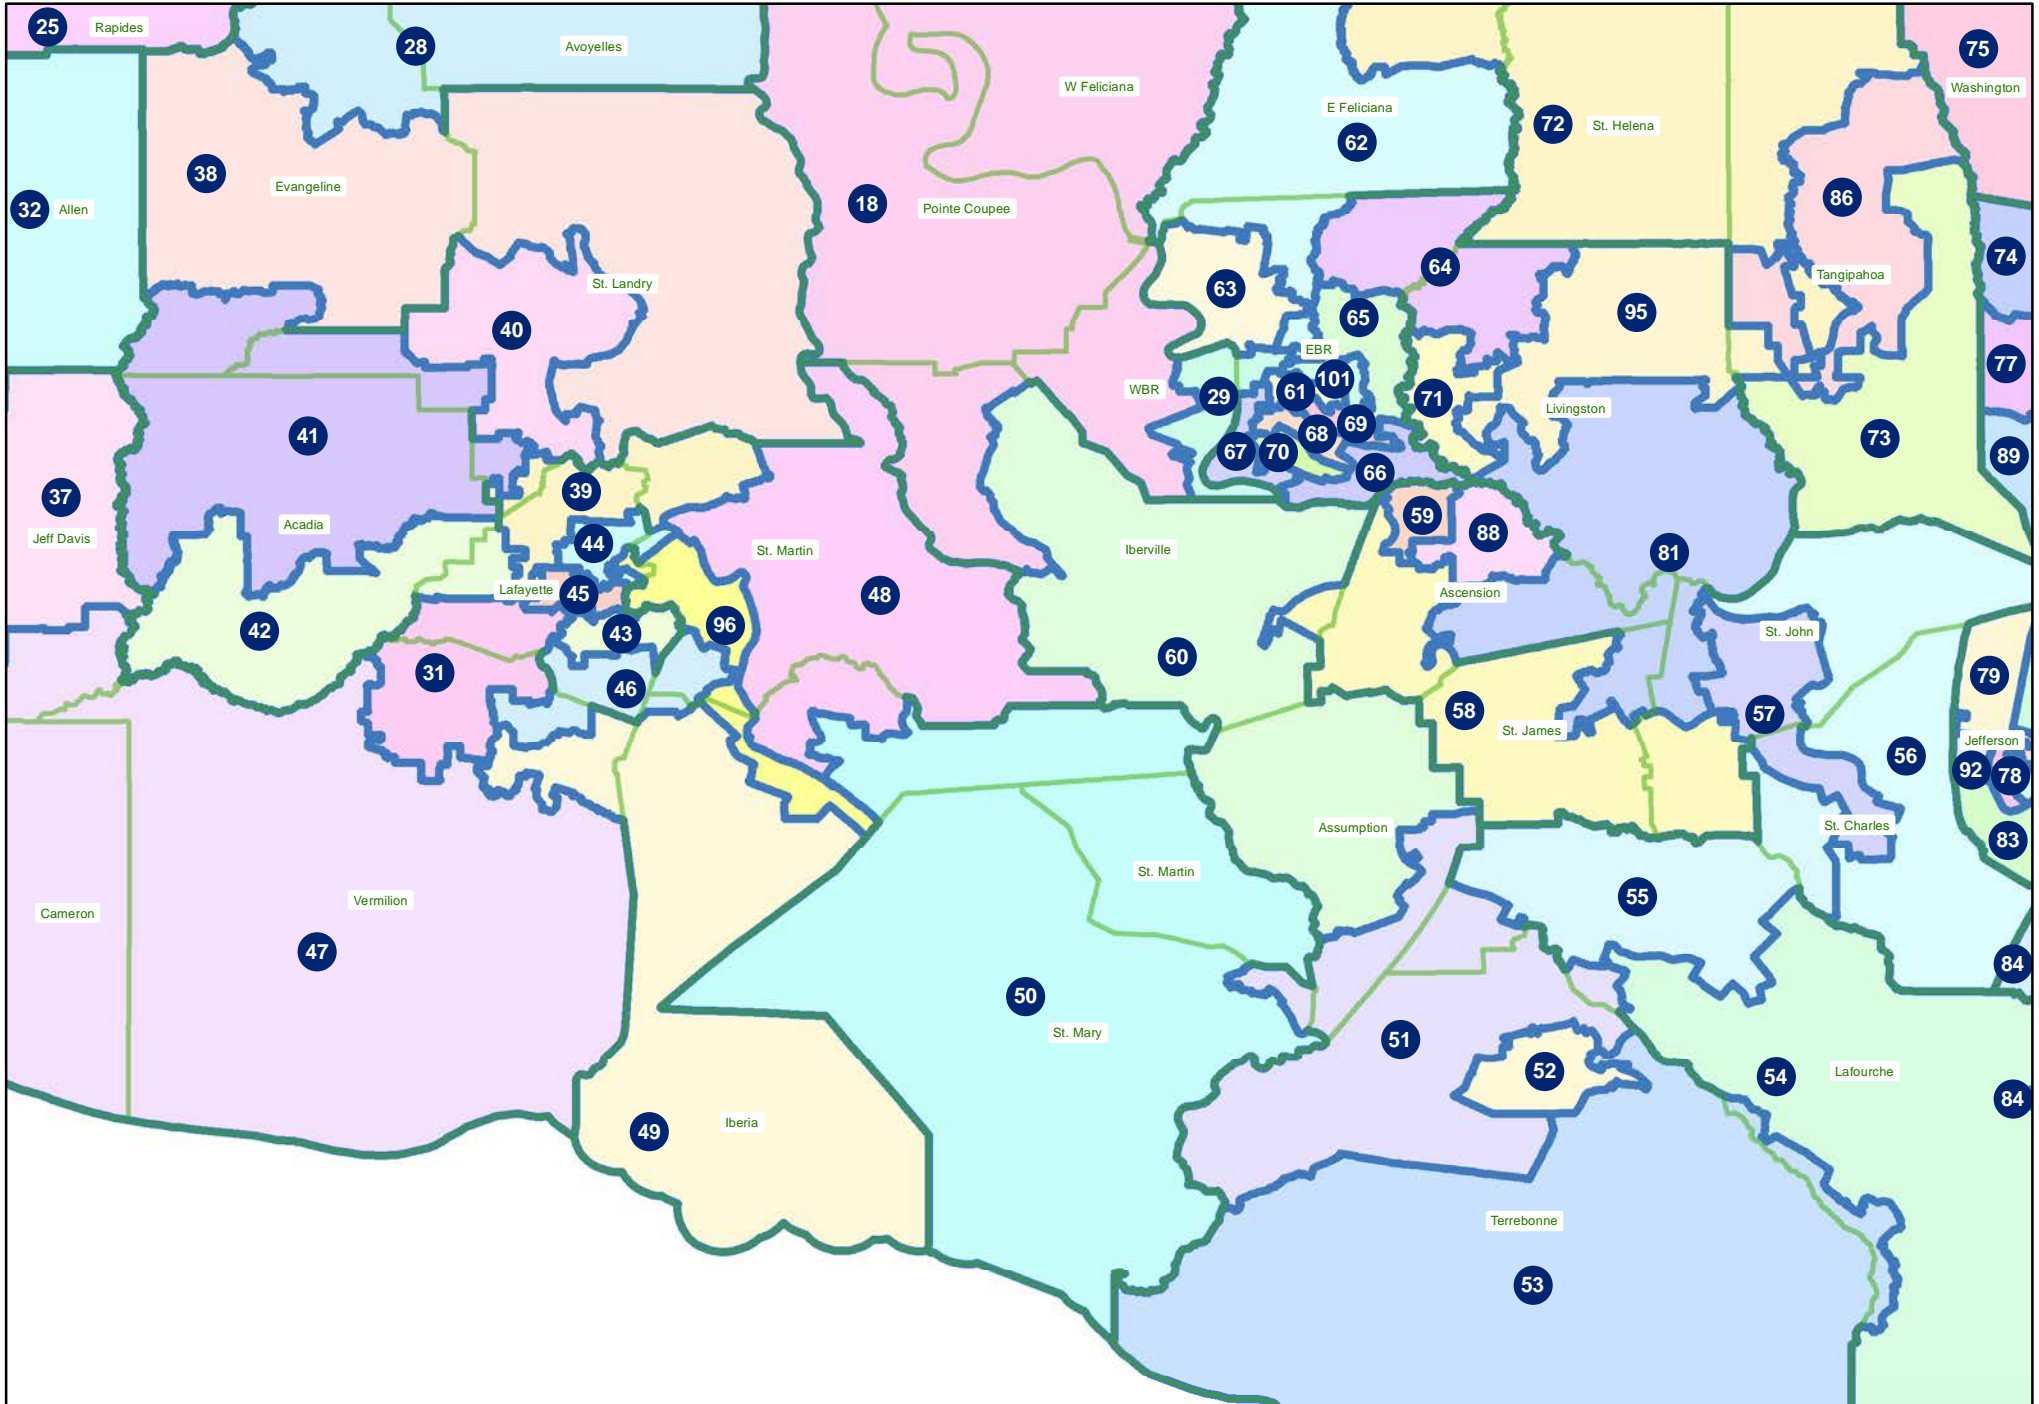 25
Rapides
28
Avoyelles
W Feliciana
75
Washington
E Feliciana
62
72
St. Helena
38
Evangeline
32
Allen
18
Pointe Coupee
86
74
Tangipahoa
St. Landry
40
63
64
65
95
EBR
77
101
61
WBR
29
71
Livingston
69
68
67
70
66
73
89
41
Acadia
37
Jeff Davis
39
44
St. Martin
Iberville
59
88
81
Lafayette
45
48
Ascension
42
43
96
60
St. John
31
46
58
St. James
57
79
Jefferson
56
92
78
St. Charles
83
Assumption
St. Martin
Cameron
Vermilion
47
55
84
50
St. Mary
51
52
54
Lafourche
84
49
Iberia
Terrebonne
53